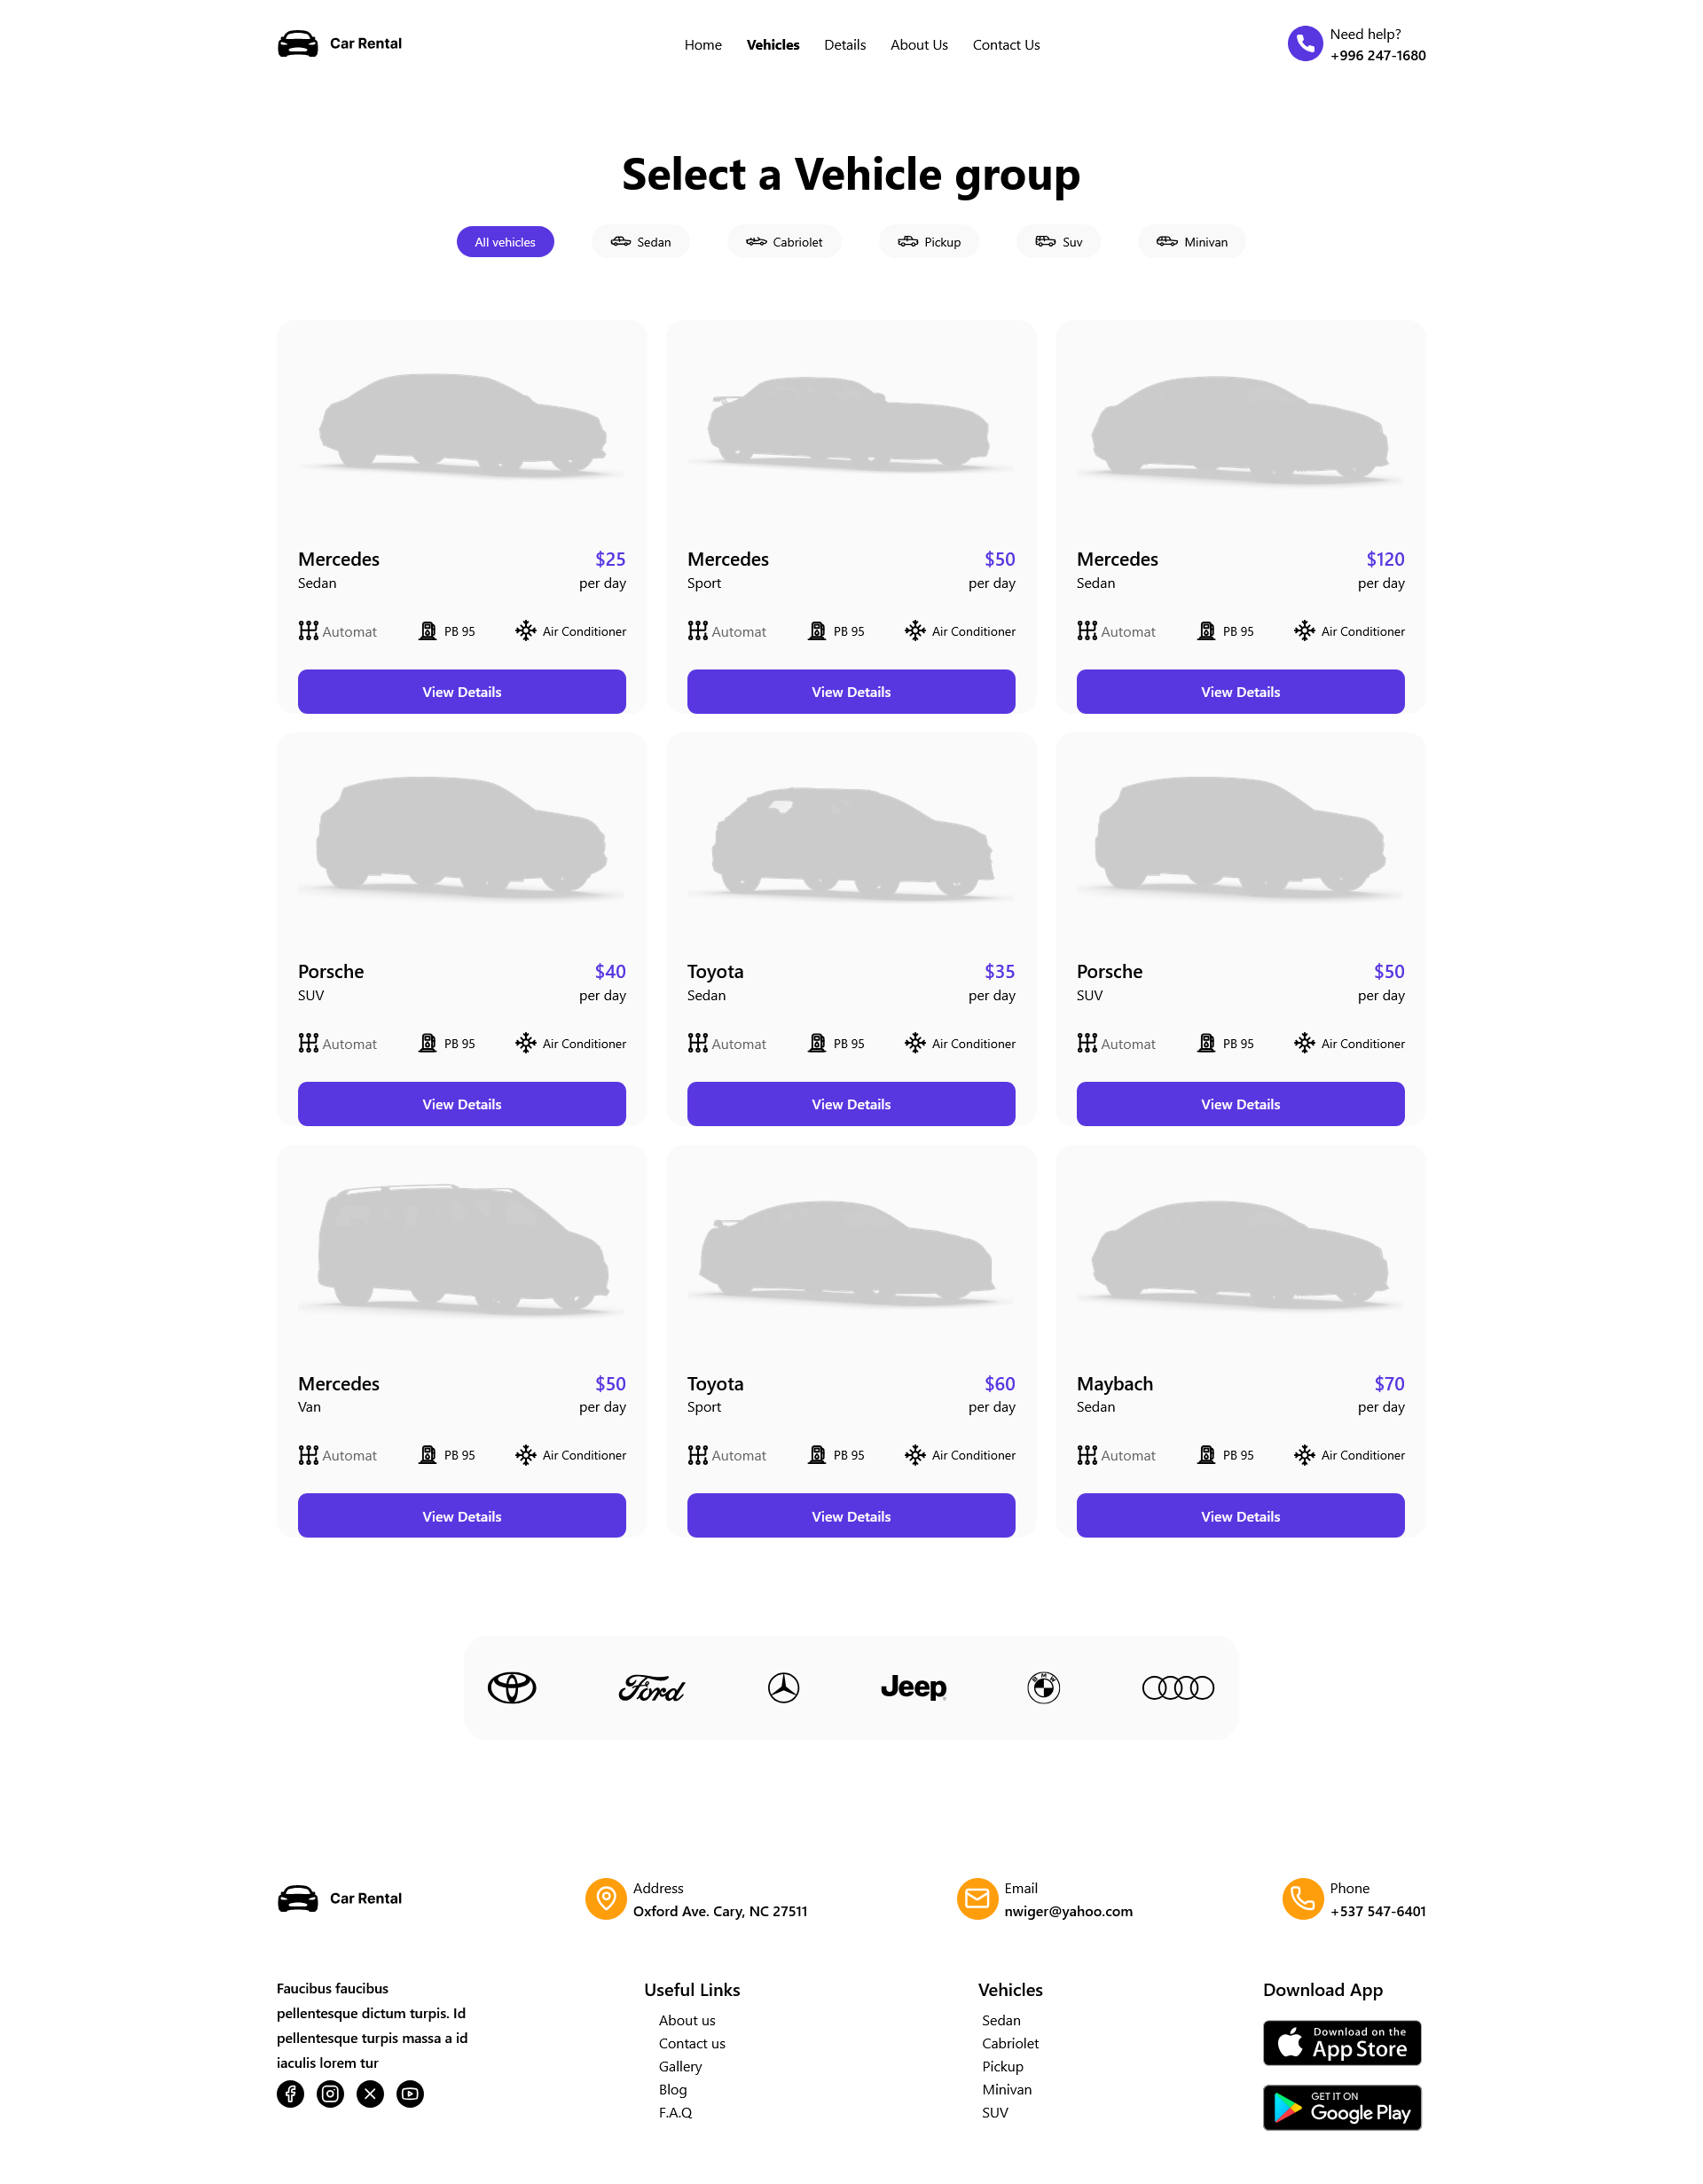 Car Rental
Home Vehicles Details About Us Contact Us
Need help?
+996 247-1680
Select a Vehicle group
All vehicles Sedan Cabriolet Pickup Suv Minivan
Mercedes $25
Sedan per day
Automat PB 95 Air Conditioner
View Details
Mercedes $50
Sport per day
Automat PB 95 Air Conditioner
View Details
Mercedes $120
Sedan per day
Automat PB 95 Air Conditioner
View Details
Porsche $40
SUV per day
Automat PB 95 Air Conditioner
View Details
Toyota $35
Sedan per day
Automat PB 95 Air Conditioner
View Details
Porsche $50
SUV per day
Automat PB 95 Air Conditioner
View Details
Mercedes $50
Van per day
Automat PB 95 Air Conditioner
View Details
Toyota $60
Sport per day
Automat PB 95 Air Conditioner
View Details
Maybach $70
Sedan per day
Automat PB 95 Air Conditioner
View Details
Ford Jeep BMW
Car Rental
Address
Oxford Ave. Cary, NC 27511
Email
nwiger@yahoo.com
Phone
+537 547-6401
Faucibus faucibus
pellentesque dictum turpis. Id
pellentesque turpis massa a id
iaculis lorem tur
Useful Links
About us
Contact us
Gallery
Blog
F.A.Q
Vehicles
Sedan
Cabriolet
Pickup
Minivan
SUV
Download App
Download on the
App Store
GET IT ON
Google Play